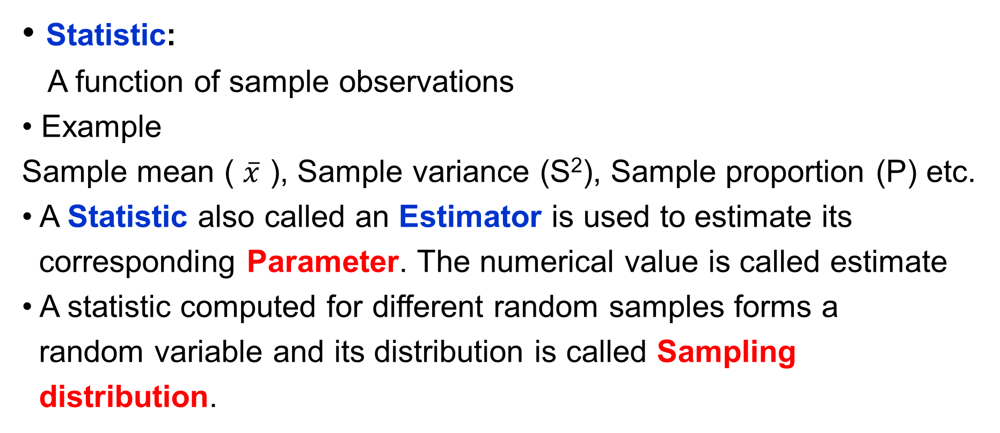 • Statistic:
A function of sample observations
• Example
Sample mean ( x̄ ), Sample variance (S²), Sample proportion (P) etc.
• A Statistic also called an Estimator is used to estimate its
corresponding Parameter. The numerical value is called estimate
• A statistic computed for different random samples forms a
random variable and its distribution is called Sampling
distribution.